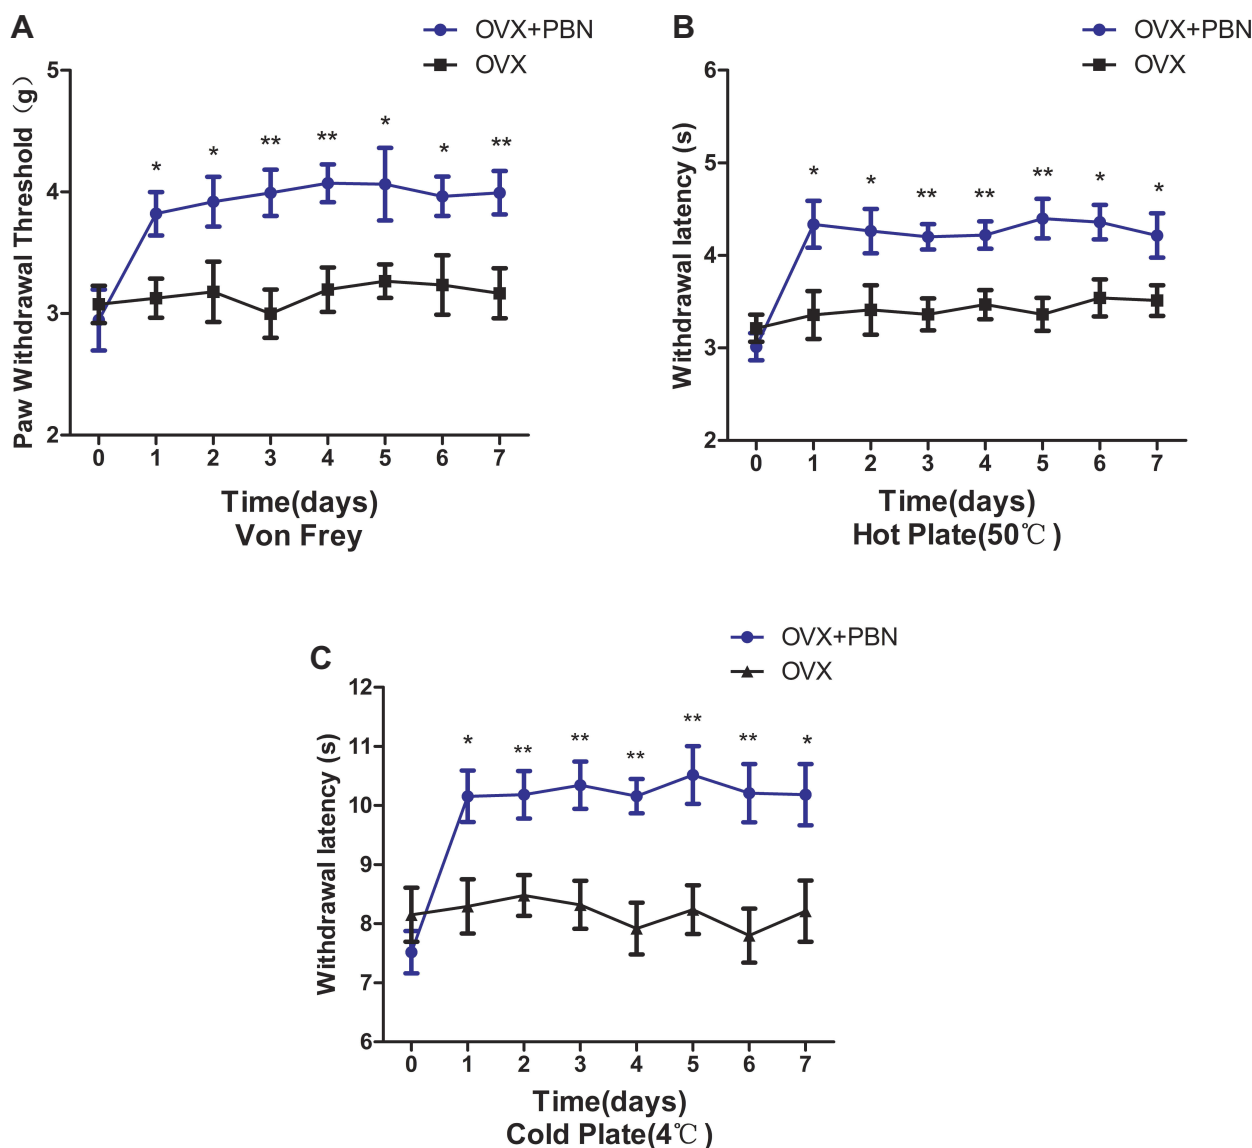 A
OVX+PBN
OVX
Paw Withdrawal Threshold（g）
5
4
3
2
* * ** ** * * **
0 1 2 3 4 5 6 7
Time(days)
Von Frey
B
OVX+PBN
OVX
Withdrawal latency (s)
6
5
4
3
2
* * ** ** ** * *
0 1 2 3 4 5 6 7
Time(days)
Hot Plate(50℃)
C
OVX+PBN
OVX
Withdrawal latency (s)
12
11
10
9
8
7
6
* ** ** ** ** ** *
0 1 2 3 4 5 6 7
Time(days)
Cold Plate(4℃)